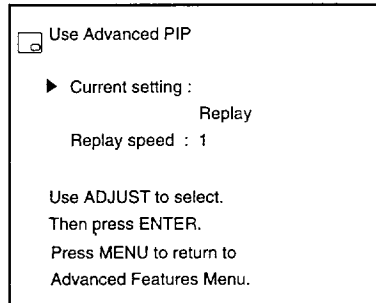 Use Advanced PIP
▶ Current setting :
Replay
Replay speed : 1
Use ADJUST to select.
Then press ENTER.
Press MENU to return to
Advanced Features Menu.